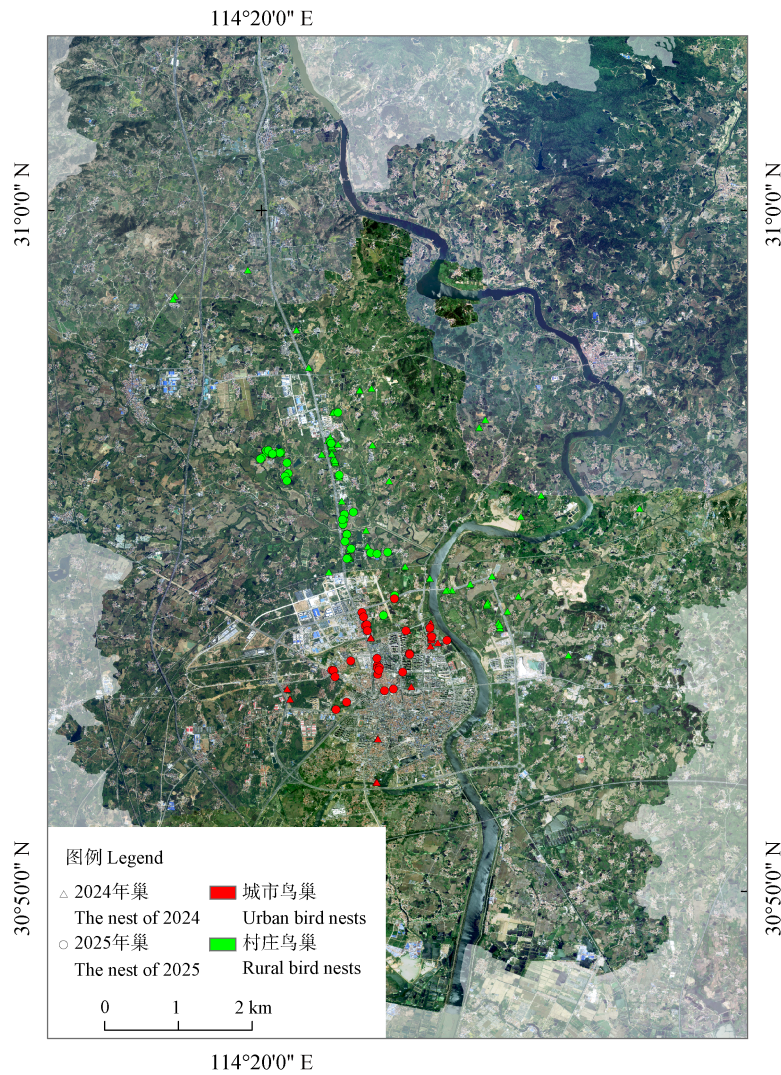 114°20'0" E
31°0'0" N
31°0'0" N
30°50'0" N
30°50'0" N
图例 Legend
2024年巢
The nest of 2024
2025年巢
The nest of 2025
城市鸟巢
Urban bird nests
村庄鸟巢
Rural bird nests
0 1 2 km
114°20'0" E